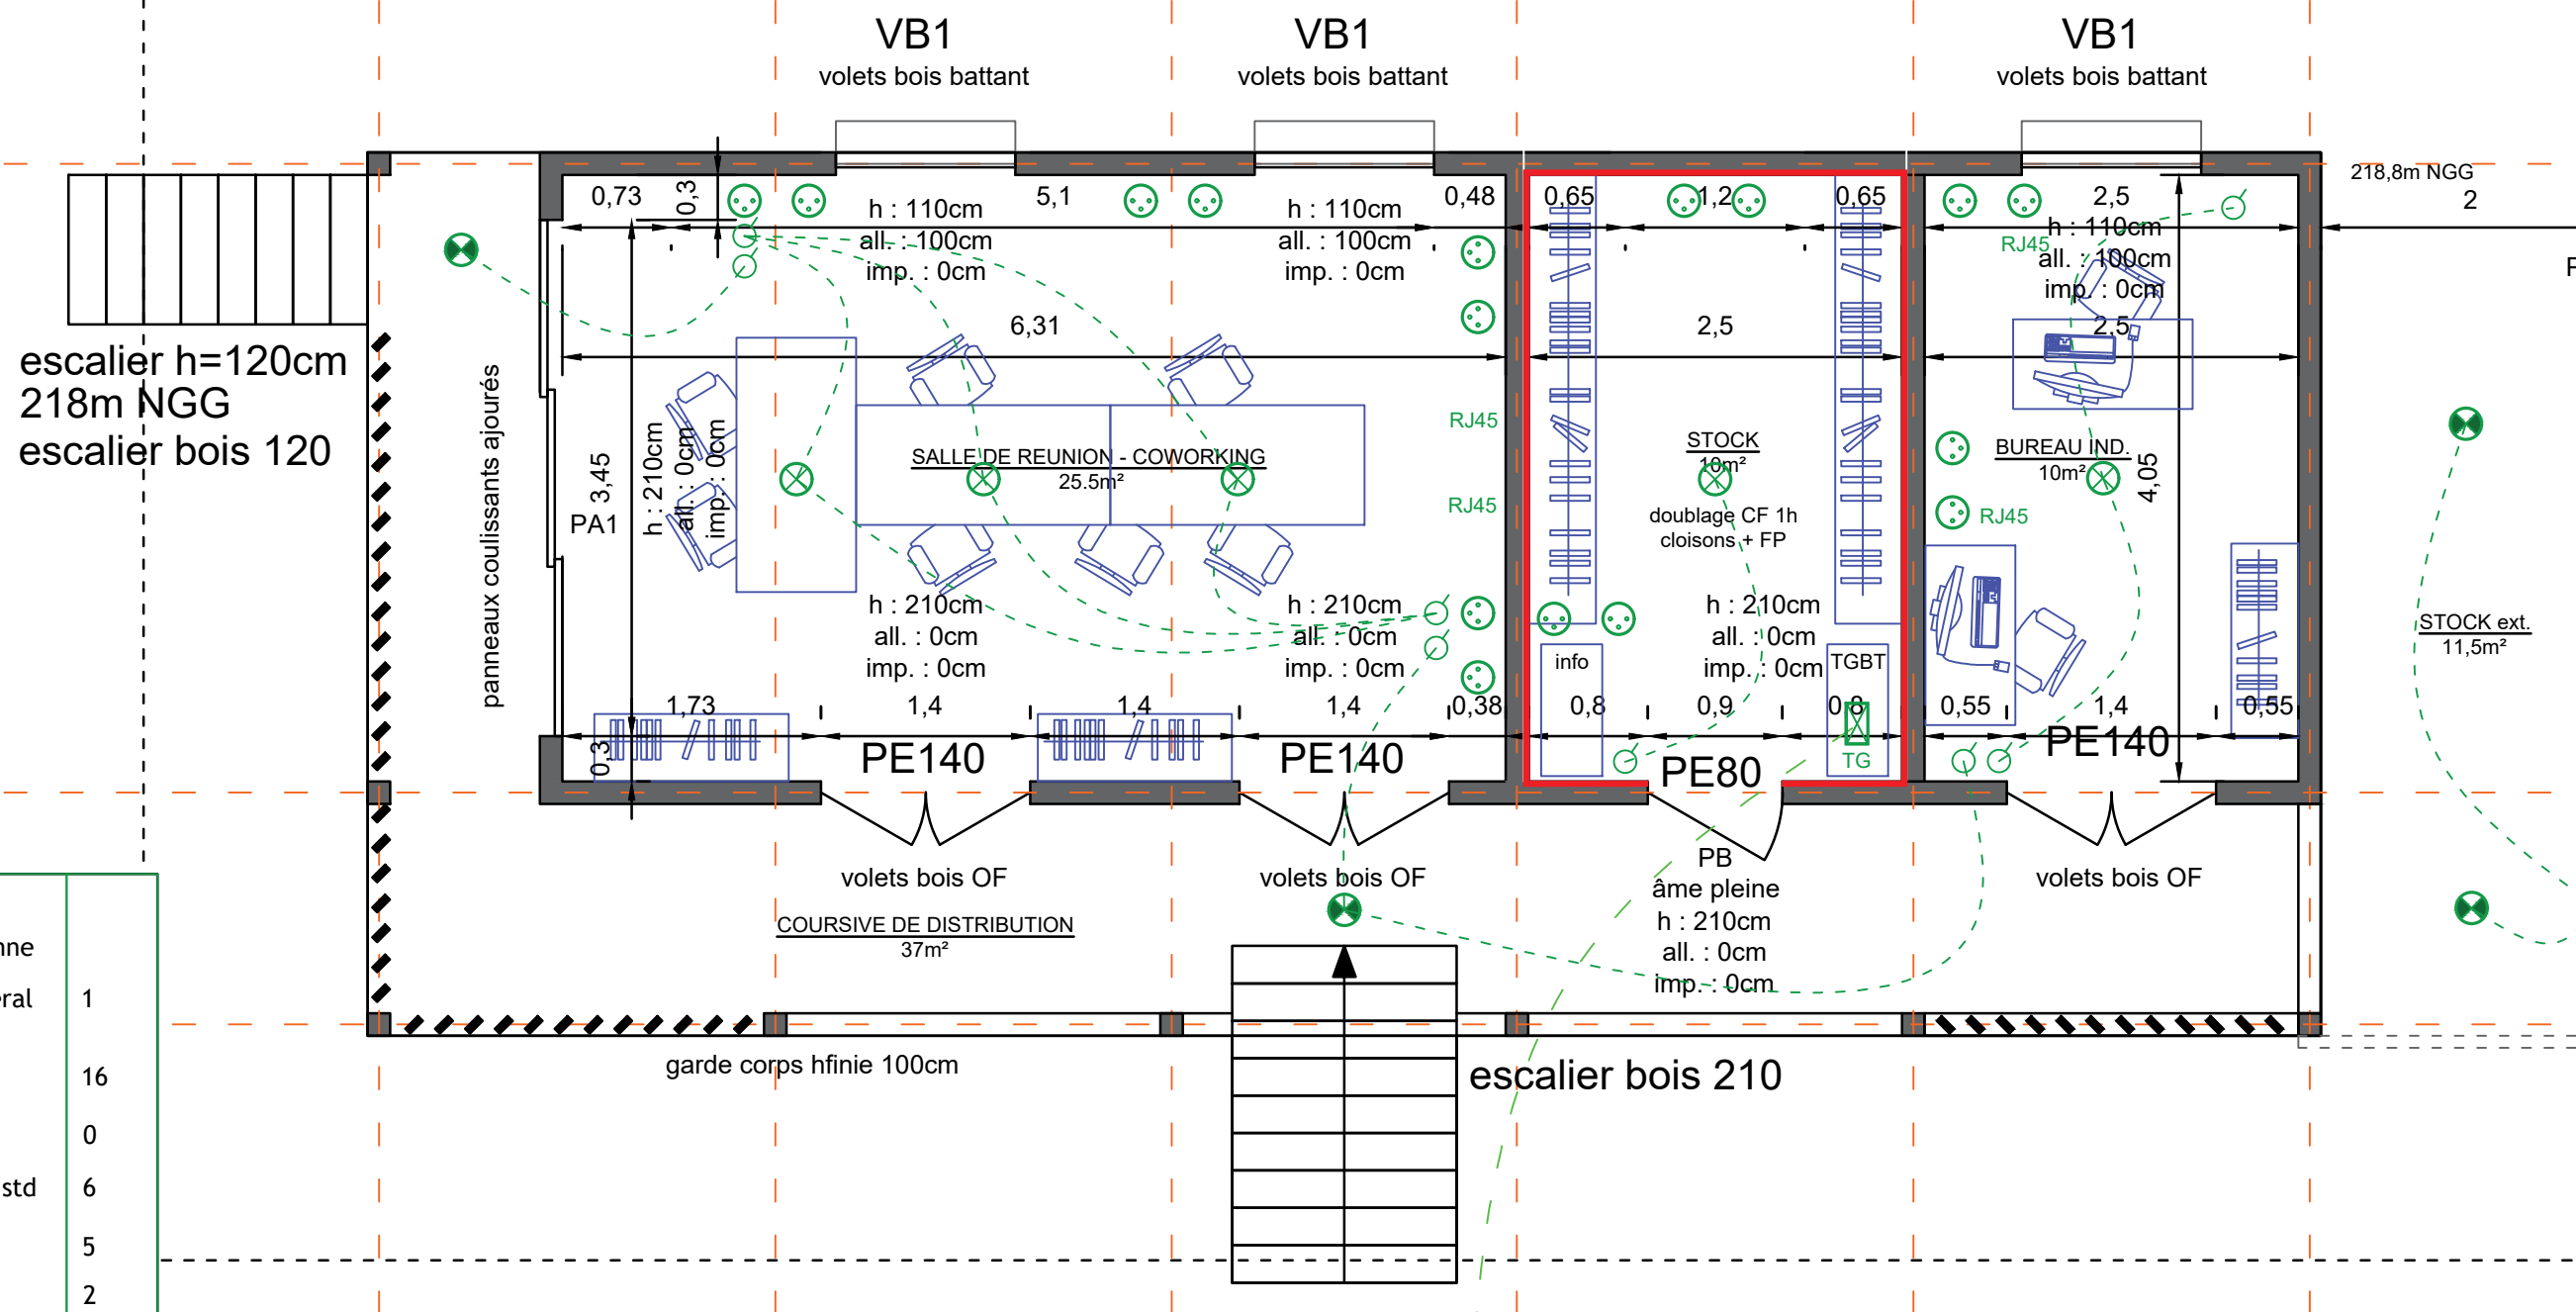 VB1
volets bois battant
VB1
volets bois battant
VB1
volets bois battant
218,8m NGG
2
0,73
0,3
5,1
0,48
0,65
1,2
0,65
2,5
h : 110cm
all. : 100cm
imp. : 0cm
h : 110cm
all. : 100cm
imp. : 0cm
RJ45
h : 110cm
all. : 100cm
imp. : 0cm
6,31
2,5
2,5
escalier h=120cm
218m NGG
escalier bois 120
panneaux coulissants ajourés
PA1
3,45
h : 210cm
all. : 0cm
imp. : 0cm
RJ45
SALLE DE REUNION - COWORKING
25.5m²
RJ45
STOCK
10m²
doublage CF 1h
cloisons + FP
BUREAU IND.
10m²
4,05
RJ45
h : 210cm
all. : 0cm
imp. : 0cm
h : 210cm
all. : 0cm
imp. : 0cm
h : 210cm
all. : 0cm
imp. : 0cm
STOCK ext.
11,5m²
info
TGBT
1,73
1,4
1,4
1,4
0,38
0,8
0,9
0,8
0,55
1,4
0,55
0,3
PE140
PE140
PE80
TG
PE140
volets bois OF
volets bois OF
PB
âme pleine
h : 210cm
all. : 0cm
imp. : 0cm
volets bois OF
COURSIVE DE DISTRIBUTION
37m²
garde corps hfinie 100cm
escalier bois 210
nne
ral 1
16
0
std 6
5
2